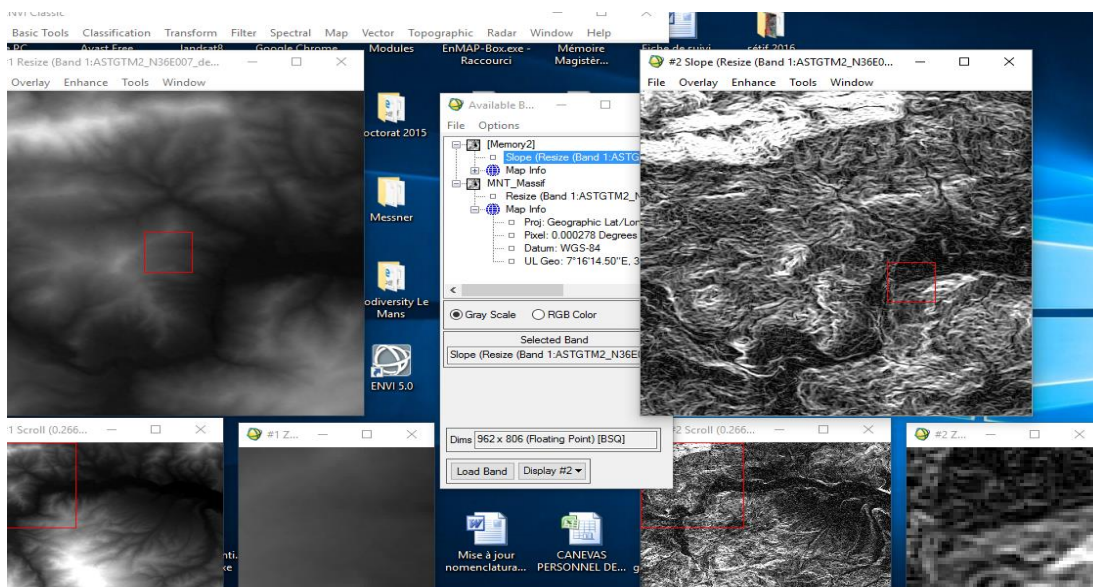 ENVI Classic
Basic Tools Classification Transform Filter Spectral Map Vector Topographic Radar Window Help
PC Avast Free landsat8 Google Chrome Modules EnMAP-Box.exe - Raccourci Mémoire Magistèr... Fiche de suivi sétif 2016
#1 Resize (Band 1:ASTGTM2_N36E007_de...
Overlay Enhance Tools Window
octorat 2015
Messner
odiversity Le Mans
ENVI 5.0
Available B...
File Options
[Memory2]
Slope (Resize (Band 1:ASTG
Map Info
MNT_Massif
Resize (Band 1:ASTGTM2_N
Map Info
Proj: Geographic Lat/Lon
Pixel: 0.000278 Degrees
Datum: WGS-84
UL Geo: 7°16'14.50"E, 3
Gray Scale RGB Color
Selected Band
Slope (Resize (Band 1:ASTGTM2_N36E
Dims 962 x 806 (Floating Point) [BSQ]
Load Band Display #2
#2 Slope (Resize (Band 1:ASTGTM2_N36E0...
File Overlay Enhance Tools Window
#1 Scroll (0.266...
#1 Z...
#2 Scroll (0.266...
#2 Z...
Mise à jour nomenclatura...
CANEVAS PERSONNEL DE...